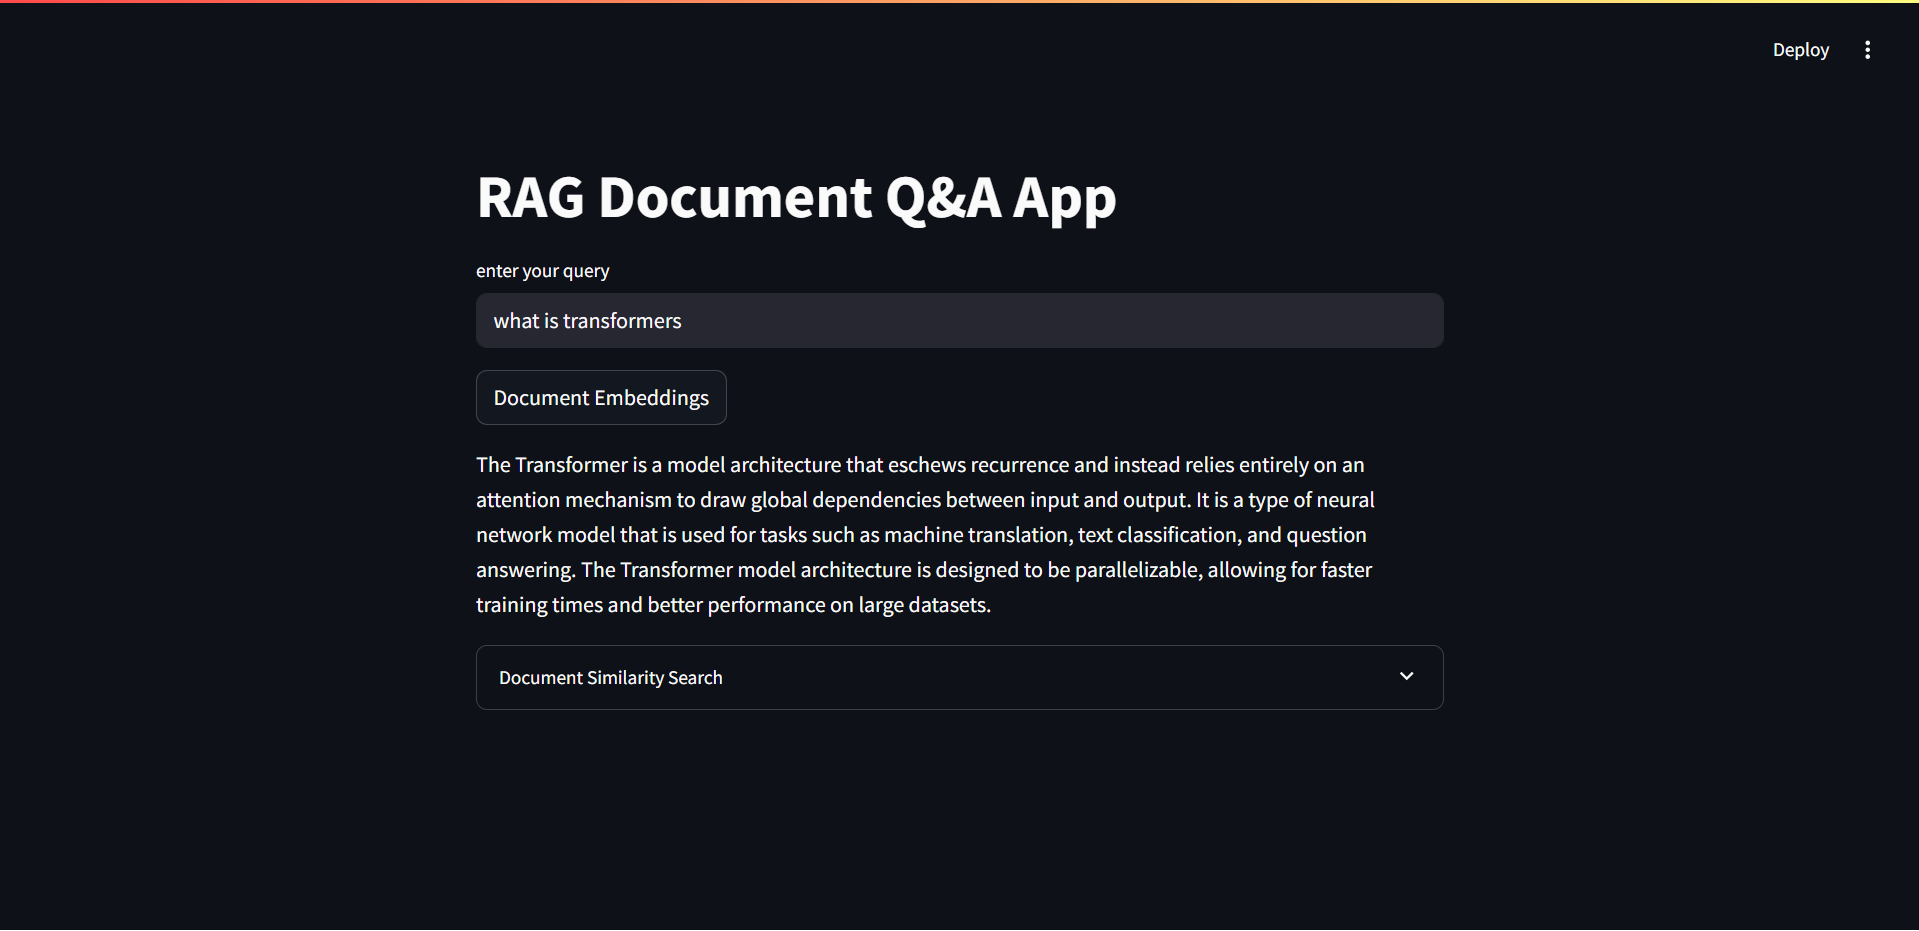 Deploy
RAG Document Q&A App
enter your query
what is transformers
Document Embeddings
The Transformer is a model architecture that eschews recurrence and instead relies entirely on an
attention mechanism to draw global dependencies between input and output. It is a type of neural
network model that is used for tasks such as machine translation, text classification, and question
answering. The Transformer model architecture is designed to be parallelizable, allowing for faster
training times and better performance on large datasets.
Document Similarity Search